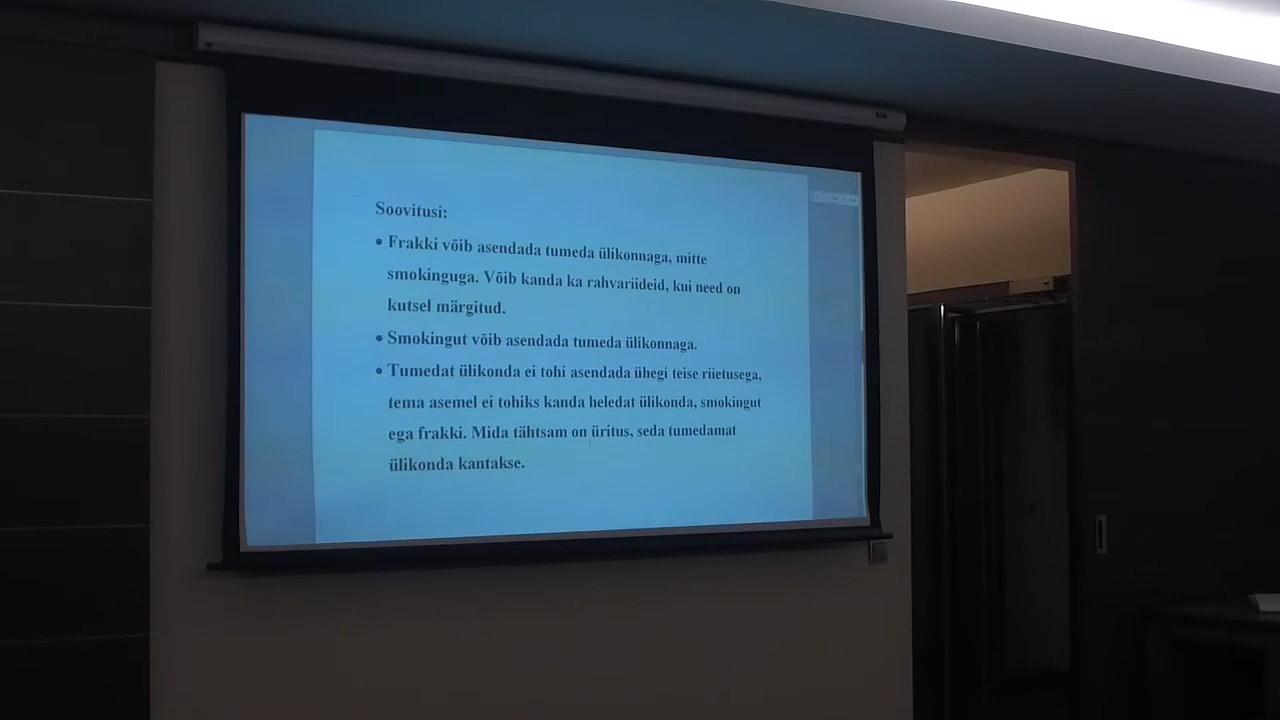 Soovitusi:
• Frakki võib asendada tumeda ülikonnaga, mitte
smokinguga. Võib kanda ka rahvariideid, kui need on
kutsel märgitud.
• Smokingut võib asendada tumeda ülikonnaga.
• Tumedat ülikonda ei tohi asendada ühegi teise riietusega,
tema asemel ei tohiks kanda heledat ülikonda, smokingut
ega frakki. Mida tähtsam on üritus, seda tumedamat
ülikonda kantakse.